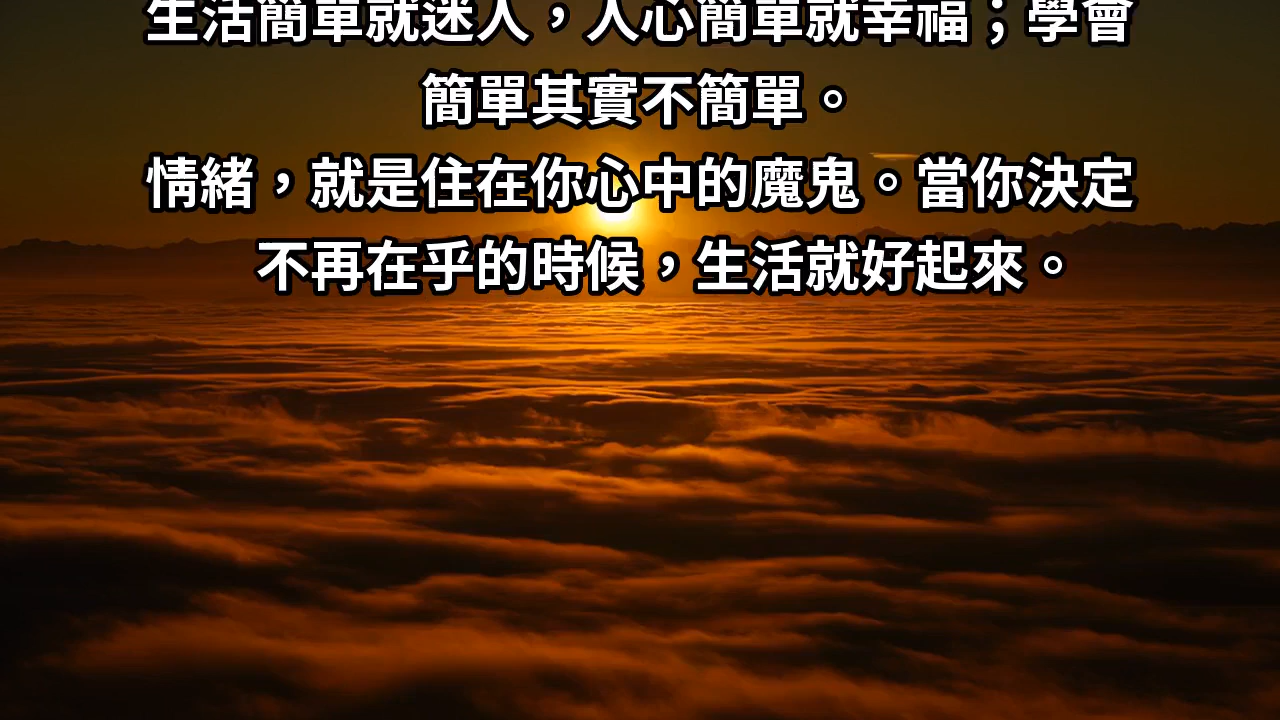 生活簡單就迷人，人心簡單就幸福；學會
簡單其實不簡單。
情緒，就是住在你心中的魔鬼。當你決定
不再在乎的時候，生活就好起來。